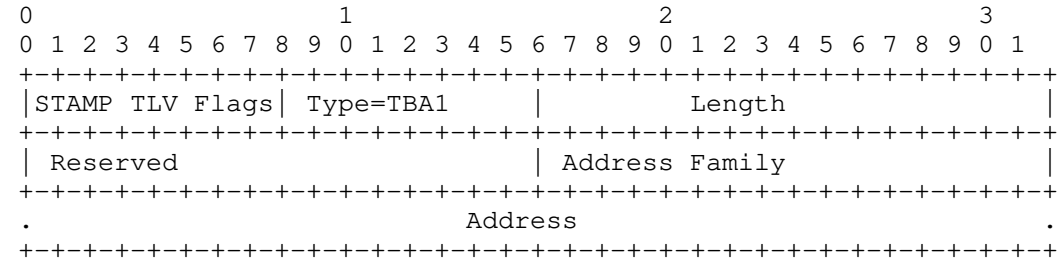 0                   1                   2                   3
0 1 2 3 4 5 6 7 8 9 0 1 2 3 4 5 6 7 8 9 0 1 2 3 4 5 6 7 8 9 0 1
+-+-+-+-+-+-+-+-+-+-+-+-+-+-+-+-+-+-+-+-+-+-+-+-+-+-+-+-+-+-+-+-+
|STAMP TLV Flags| Type=TBA1     |         Length                |
+-+-+-+-+-+-+-+-+-+-+-+-+-+-+-+-+-+-+-+-+-+-+-+-+-+-+-+-+-+-+-+-+
| Reserved                      | Address Family                |
+-+-+-+-+-+-+-+-+-+-+-+-+-+-+-+-+-+-+-+-+-+-+-+-+-+-+-+-+-+-+-+-+
.                           Address                             .
+-+-+-+-+-+-+-+-+-+-+-+-+-+-+-+-+-+-+-+-+-+-+-+-+-+-+-+-+-+-+-+-+